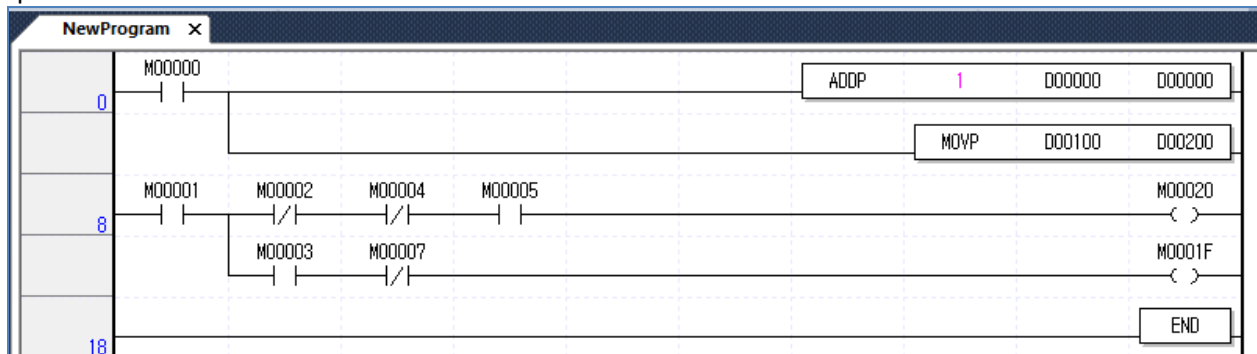 NewProgram X
M00000
0
ADDP 1 D00000 D00000
MOVP D00100 D00200
M00001 M00002 M00004 M00005 M00020
8
M00003 M00007 M0001F
END
18